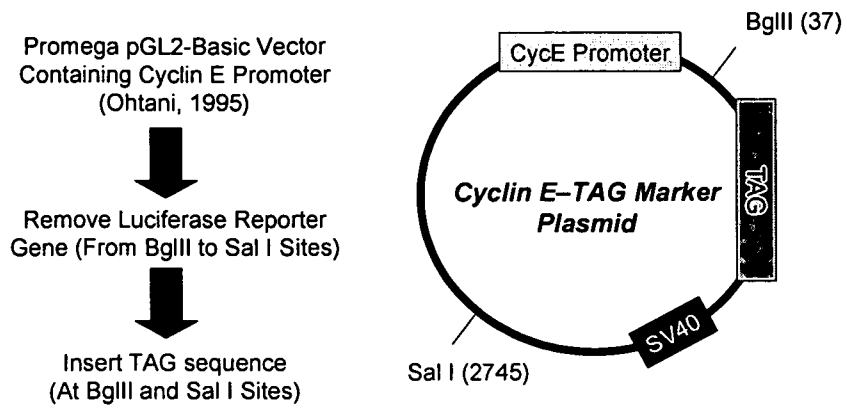 Promega pGL2-Basic Vector
Containing Cyclin E Promoter
(Ohtani, 1995)
Remove Luciferase Reporter
Gene (From BglII to Sal I Sites)
Insert TAG sequence
(At BglII and Sal I Sites)
CycE Promoter
BglII (37)
TAG
Cyclin E–TAG Marker
Plasmid
SV40
Sal I (2745)